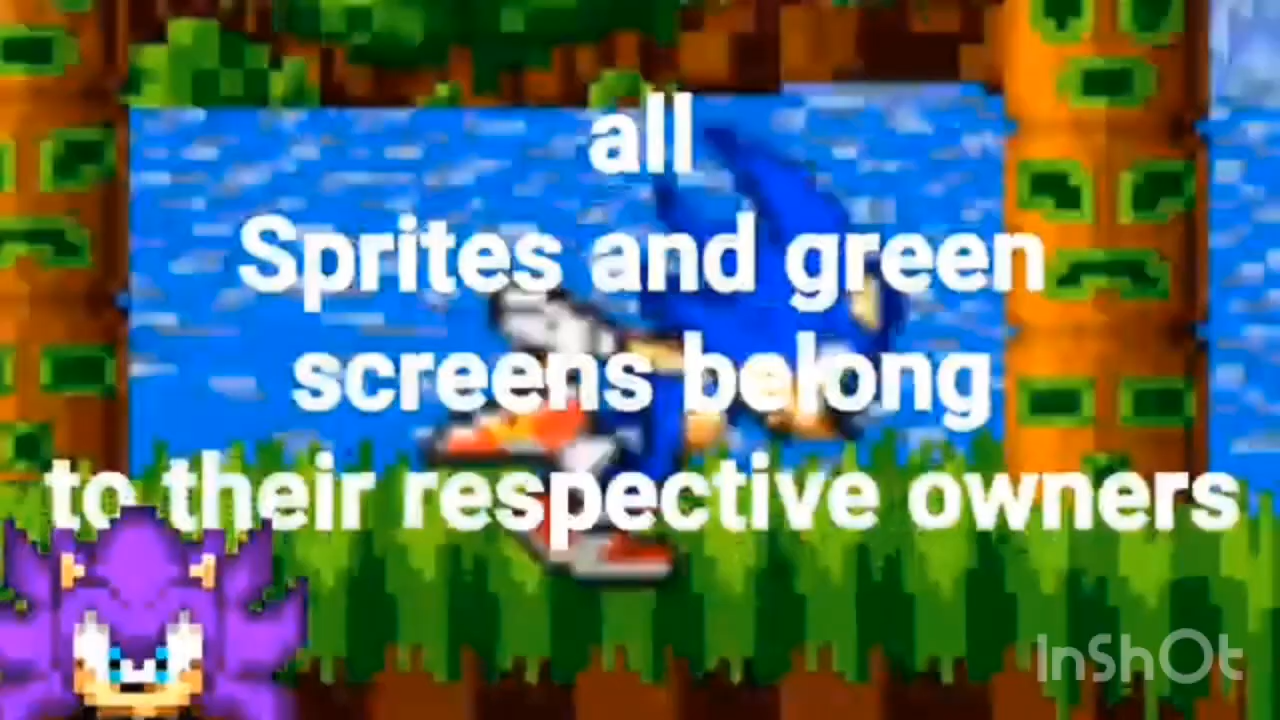 all
Sprites and green
screens belong
to their respective owners
InShOt